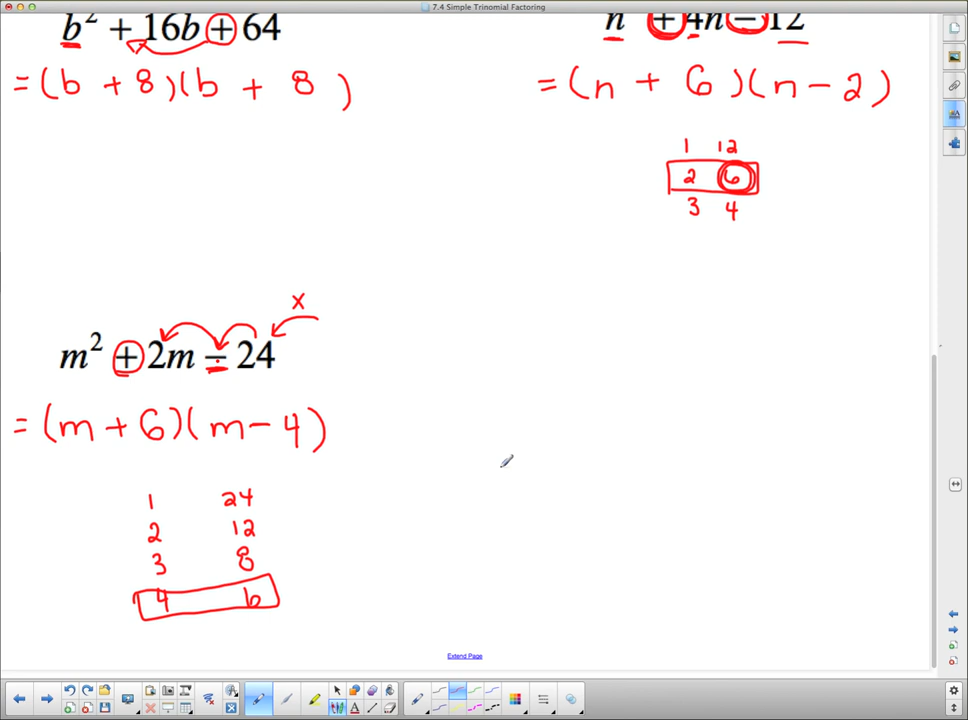 7.4 Simple Trinomial Factoring
b² + 16b + 64
= (b + 8)(b + 8)
n + 4n - 12
= (n + 6)(n - 2)
1 12
2 6
3 4
x
m² + 2m - 24
= (m + 6)(m - 4)
1 24
2 12
3 8
4 6
Extend Page